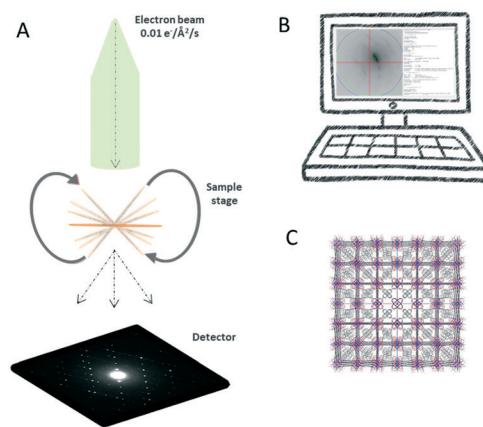 A
Electron beam
0.01 e⁻/Å²/s
Sample
stage
Detector
B
C